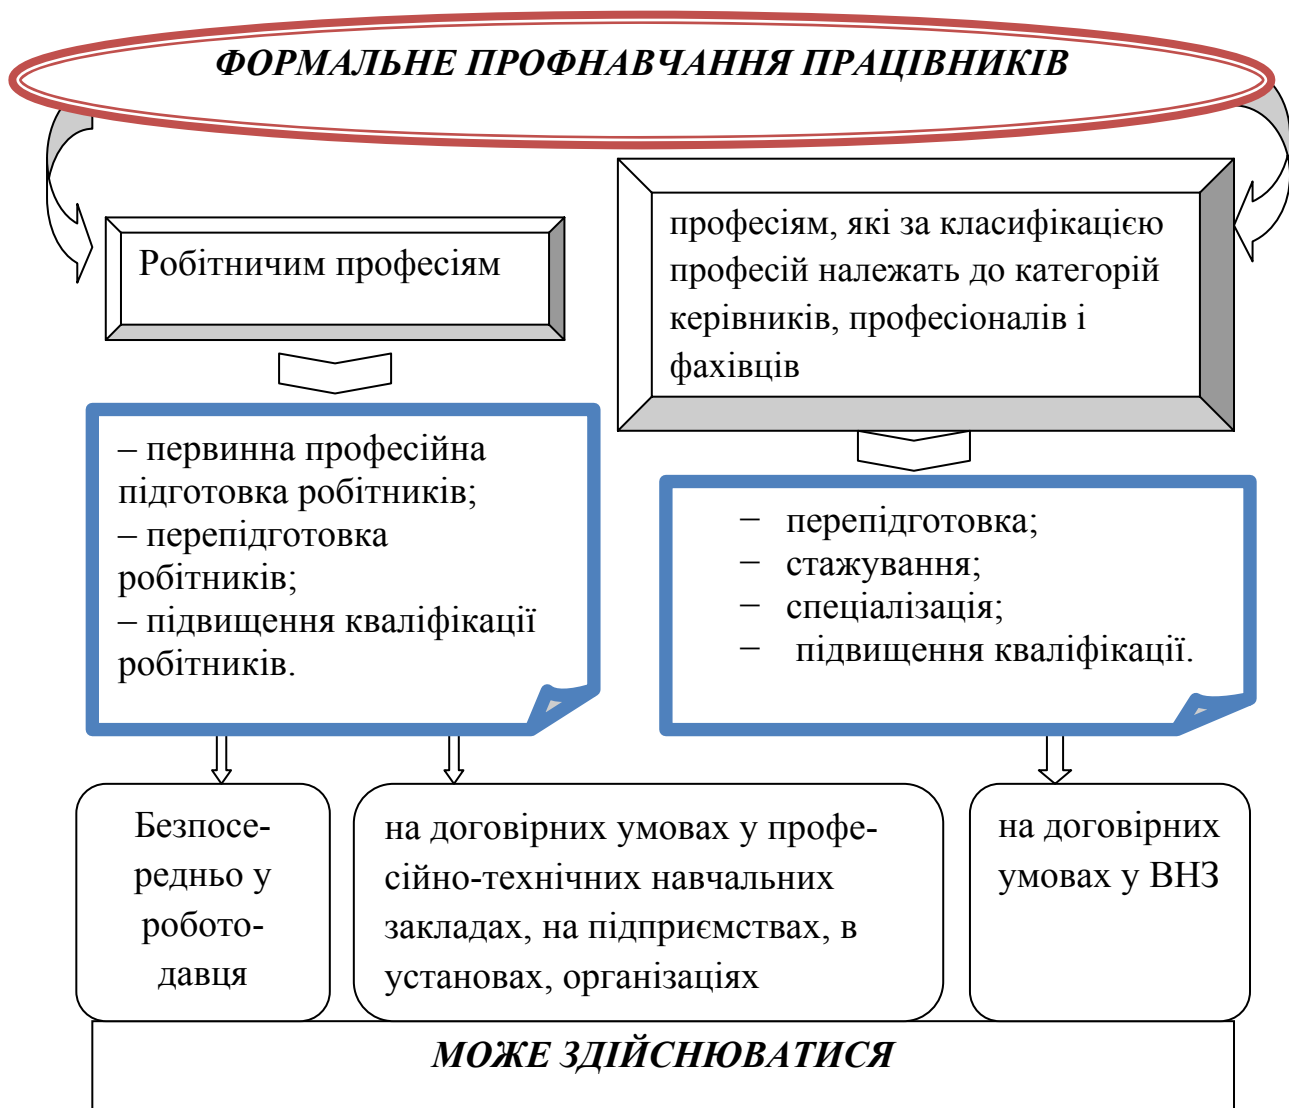 ФОРМАЛЬНЕ ПРОФНАВЧАННЯ ПРАЦІВНИКІВ
Робітничим професіям
професіям, які за класифікацією
професій належать до категорій
керівників, професіоналів і
фахівців
– первинна професійна
підготовка робітників;
– перепідготовка
робітників;
– підвищення кваліфікації
робітників.
– перепідготовка;
– стажування;
– спеціалізація;
– підвищення кваліфікації.
Безпосе-
редньо у
робото-
давця
на договірних умовах у профе-
сійно-технічних навчальних
закладах, на підприємствах, в
установах, організаціях
на договірних
умовах у ВНЗ
МОЖЕ ЗДІЙСНЮВАТИСЯ